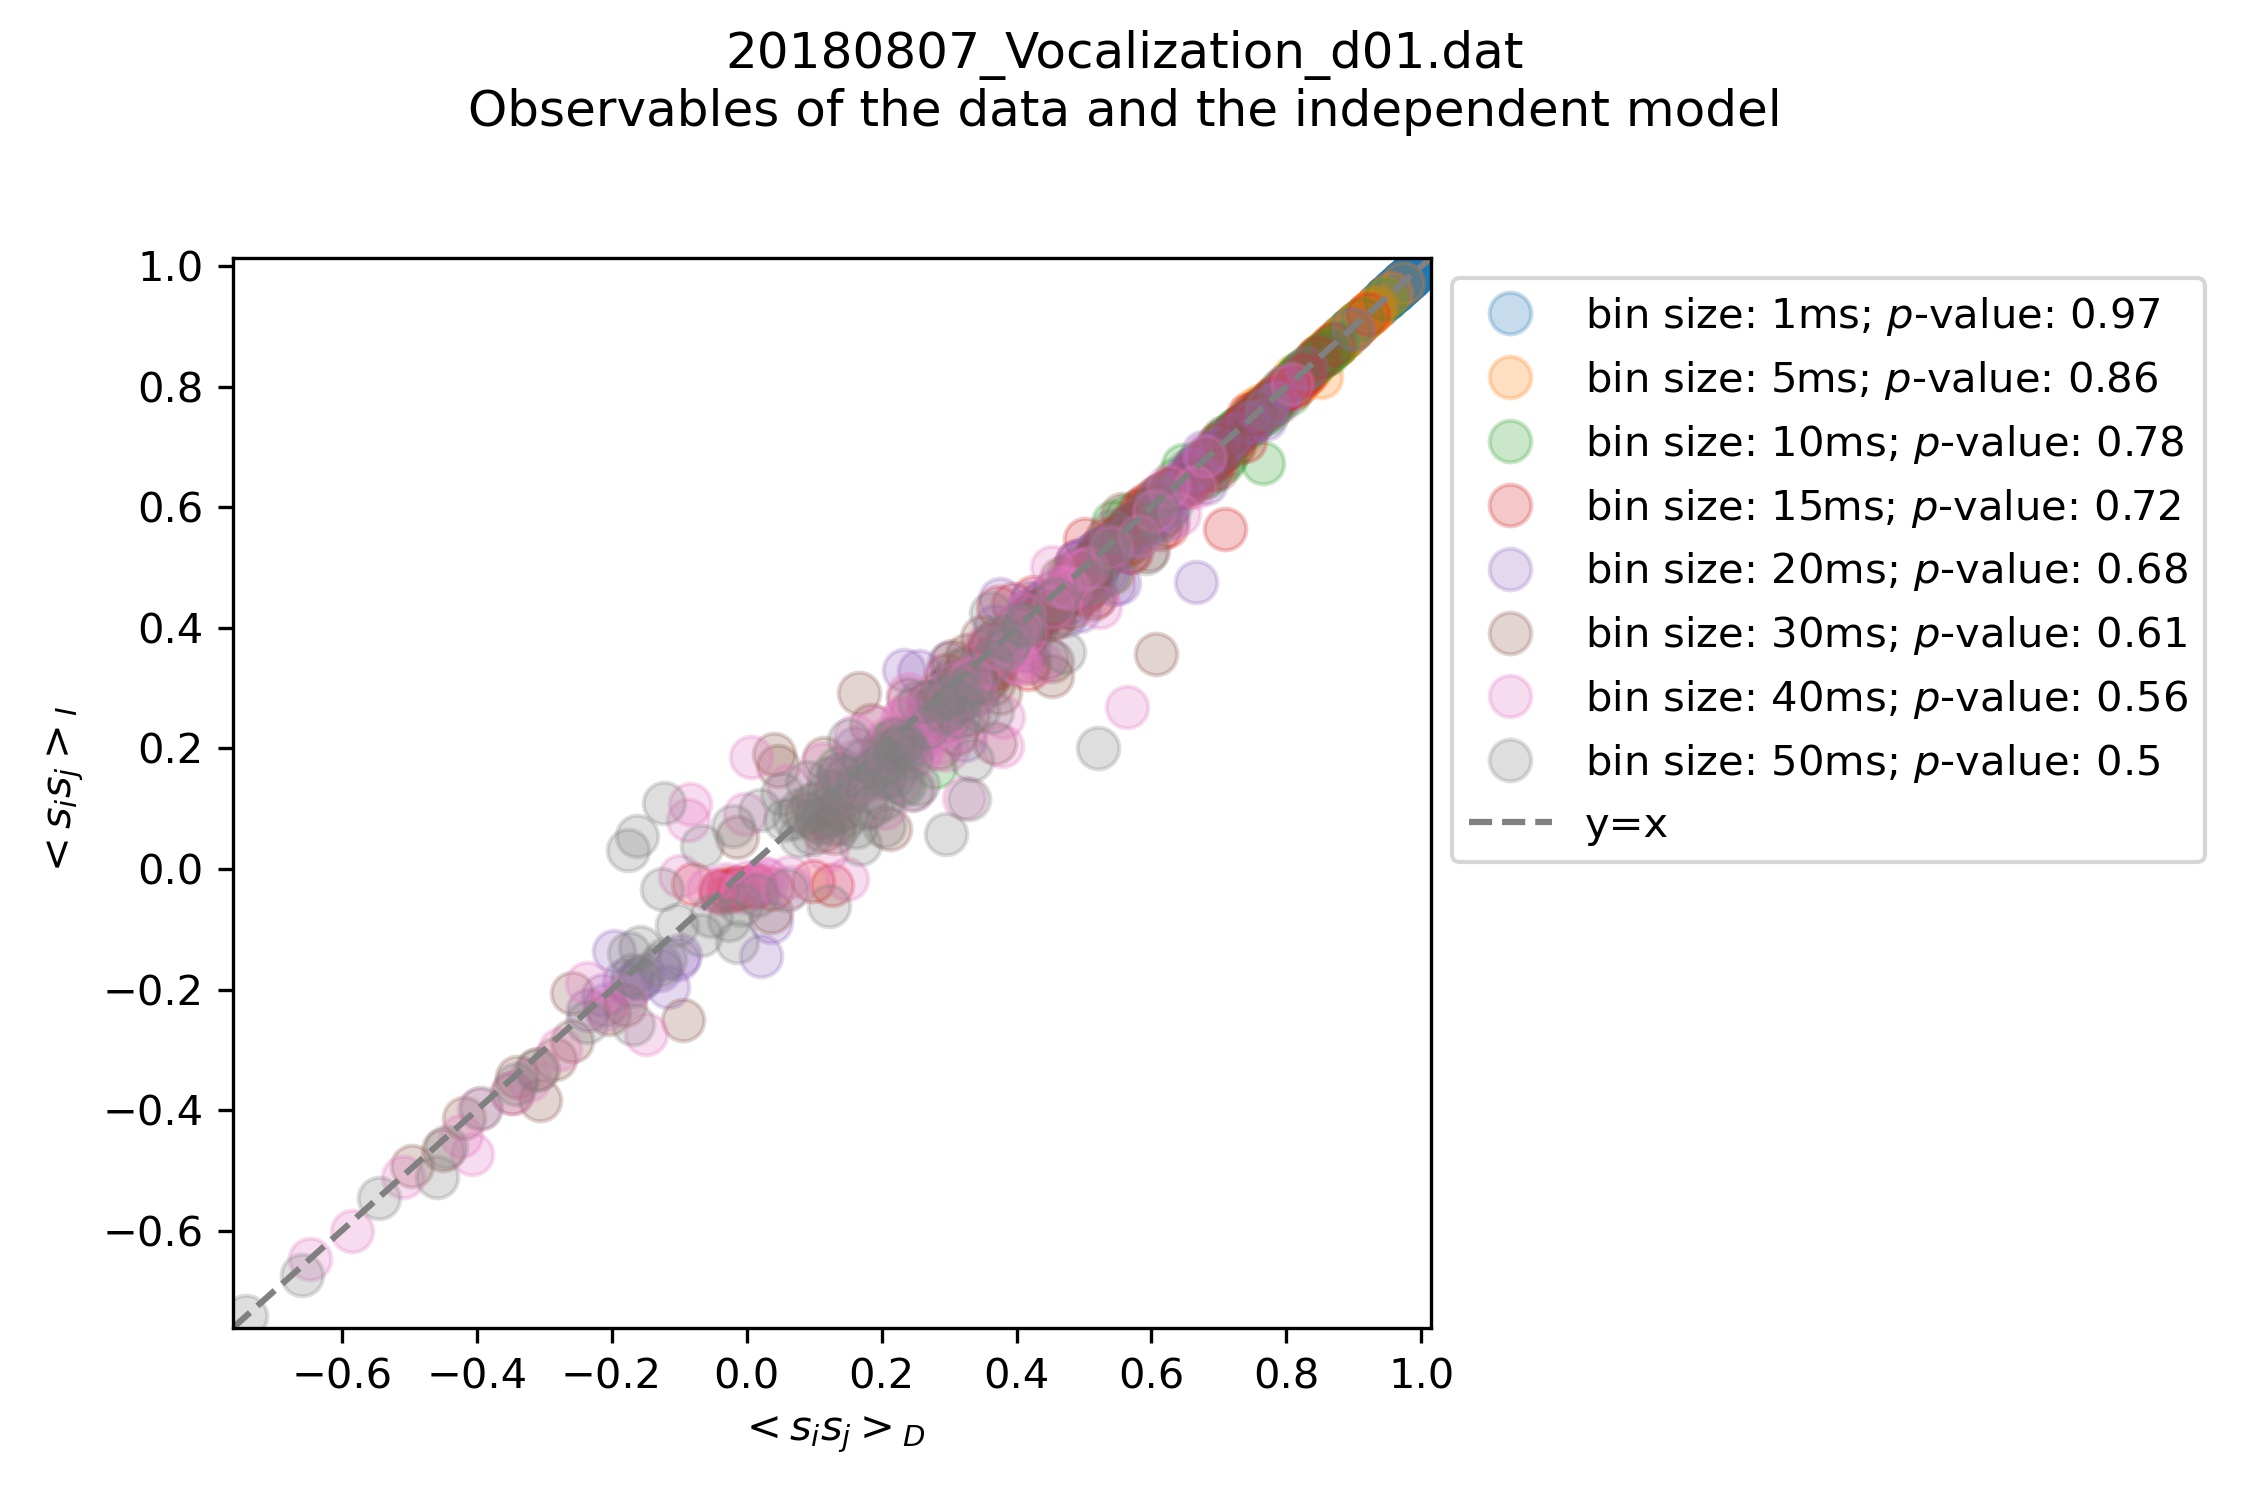 20180807_Vocalization_d01.dat
Observables of the data and the independent model
1.0
0.8
0.6
0.4
0.2
0.0
−0.2
−0.4
−0.6
<s_i s_j>_I
−0.6 −0.4 −0.2 0.0 0.2 0.4 0.6 0.8 1.0
<s_i s_j>_D
bin size: 1ms; p-value: 0.97
bin size: 5ms; p-value: 0.86
bin size: 10ms; p-value: 0.78
bin size: 15ms; p-value: 0.72
bin size: 20ms; p-value: 0.68
bin size: 30ms; p-value: 0.61
bin size: 40ms; p-value: 0.56
bin size: 50ms; p-value: 0.5
y=x